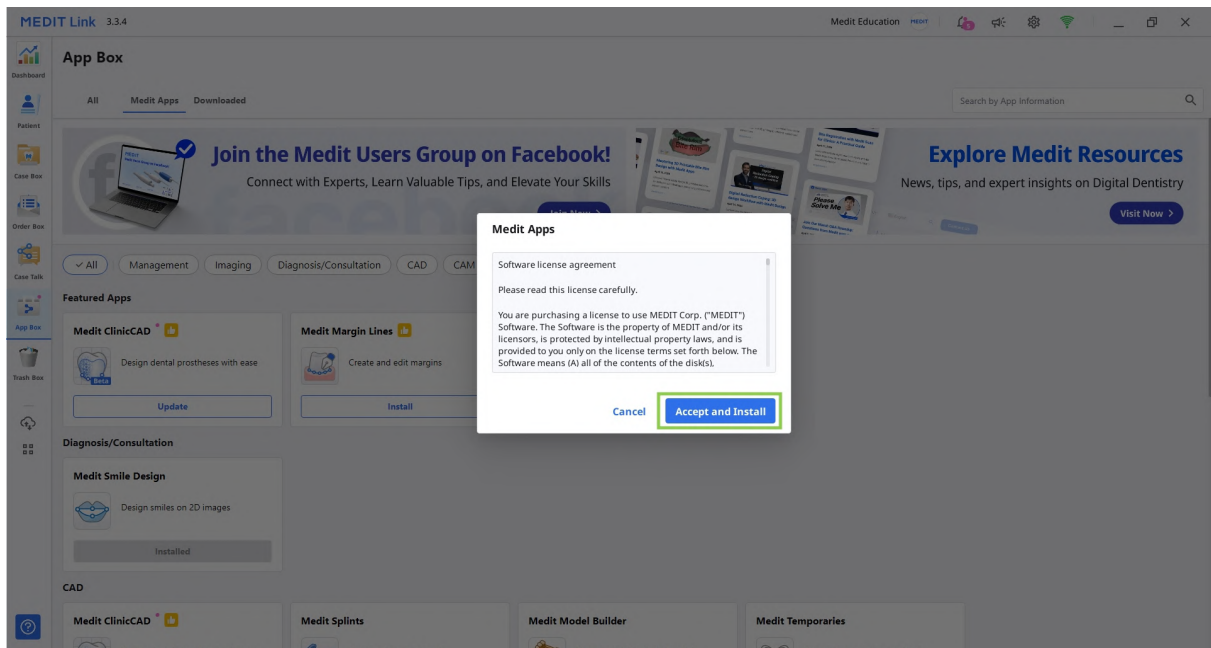 MEDIT Link 3.3.4
Medit Education MEDIT
5
Dashboard
Patient
Case Box
Order Box
Case Talk
App Box
Trash Box
App Box
All Medit Apps Downloaded
Search by App Information
Join the Medit Users Group on Facebook!
Connect with Experts, Learn Valuable Tips, and Elevate Your Skills
Join Now >
Please
Solve Me
Explore Medit Resources
News, tips, and expert insights on Digital Dentistry
Visit Now >
All Management Imaging Diagnosis/Consultation CAD CAM
Featured Apps
Medit ClinicCAD
Beta
Design dental prostheses with ease
Update
Medit Margin Lines
Create and edit margins
Install
Medit Apps
Software license agreement
Please read this license carefully.
You are purchasing a license to use MEDIT Corp. ("MEDIT")
Software. The Software is the property of MEDIT and/or its
licensors, is protected by intellectual property laws, and is
provided to you only on the license terms set forth below. The
Software means (A) all of the contents of the disk(s),
Cancel Accept and Install
Diagnosis/Consultation
Medit Smile Design
Design smiles on 2D images
Installed
CAD
Medit ClinicCAD
Medit Splints
Medit Model Builder
Medit Temporaries